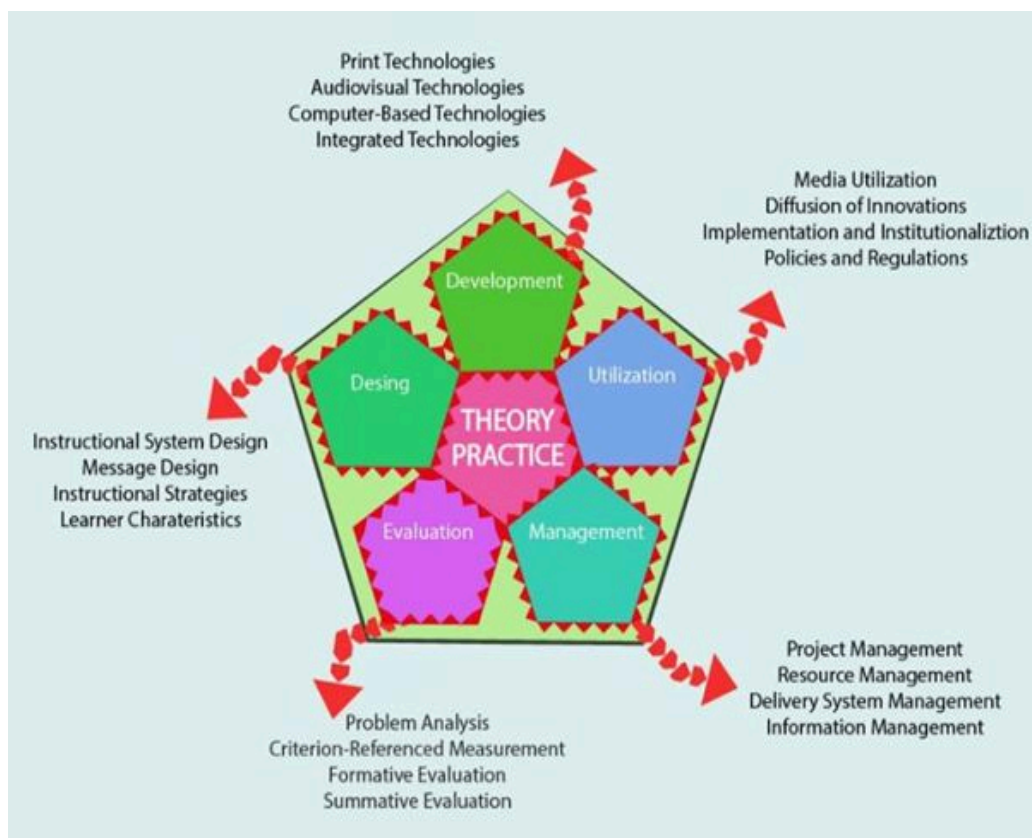 Print Technologies
Audiovisual Technologies
Computer-Based Technologies
Integrated Technologies
Media Utilization
Diffusion of Innovations
Implementation and Institutionaliztion
Policies and Regulations
Development
Desing
Utilization
THEORY
PRACTICE
Instructional System Design
Message Design
Instructional Strategies
Learner Charateristics
Evaluation
Management
Project Management
Resource Management
Delivery System Management
Information Management
Problem Analysis
Criterion-Referenced Measurement
Formative Evaluation
Summative Evaluation